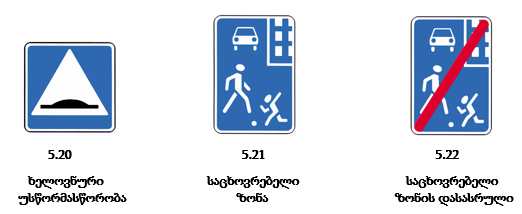 5.20 5.21 5.22
ხელოვნური საცხოვრებელი საცხოვრებელი
უსწორმასწორობა ზონა ზონის დასასრული